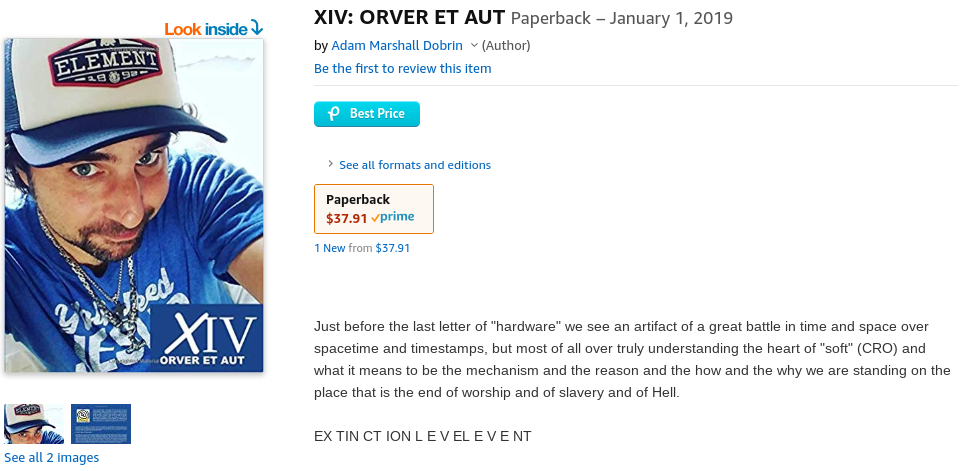 Look inside
XIV: ORVER ET AUT Paperback – January 1, 2019
by Adam Marshall Dobrin (Author)
Be the first to review this item
Best Price
See all formats and editions
Paperback
$37.91 prime
1 New from $37.91
ELEMENT
1992
XIV
ORVER ET AUT
Just before the last letter of "hardware" we see an artifact of a great battle in time and space over
spacetime and timestamps, but most of all over truly understanding the heart of "soft" (CRO) and
what it means to be the mechanism and the reason and the how and the why we are standing on the
place that is the end of worship and of slavery and of Hell.
EX TIN CT ION L E V EL E V E NT
See all 2 images